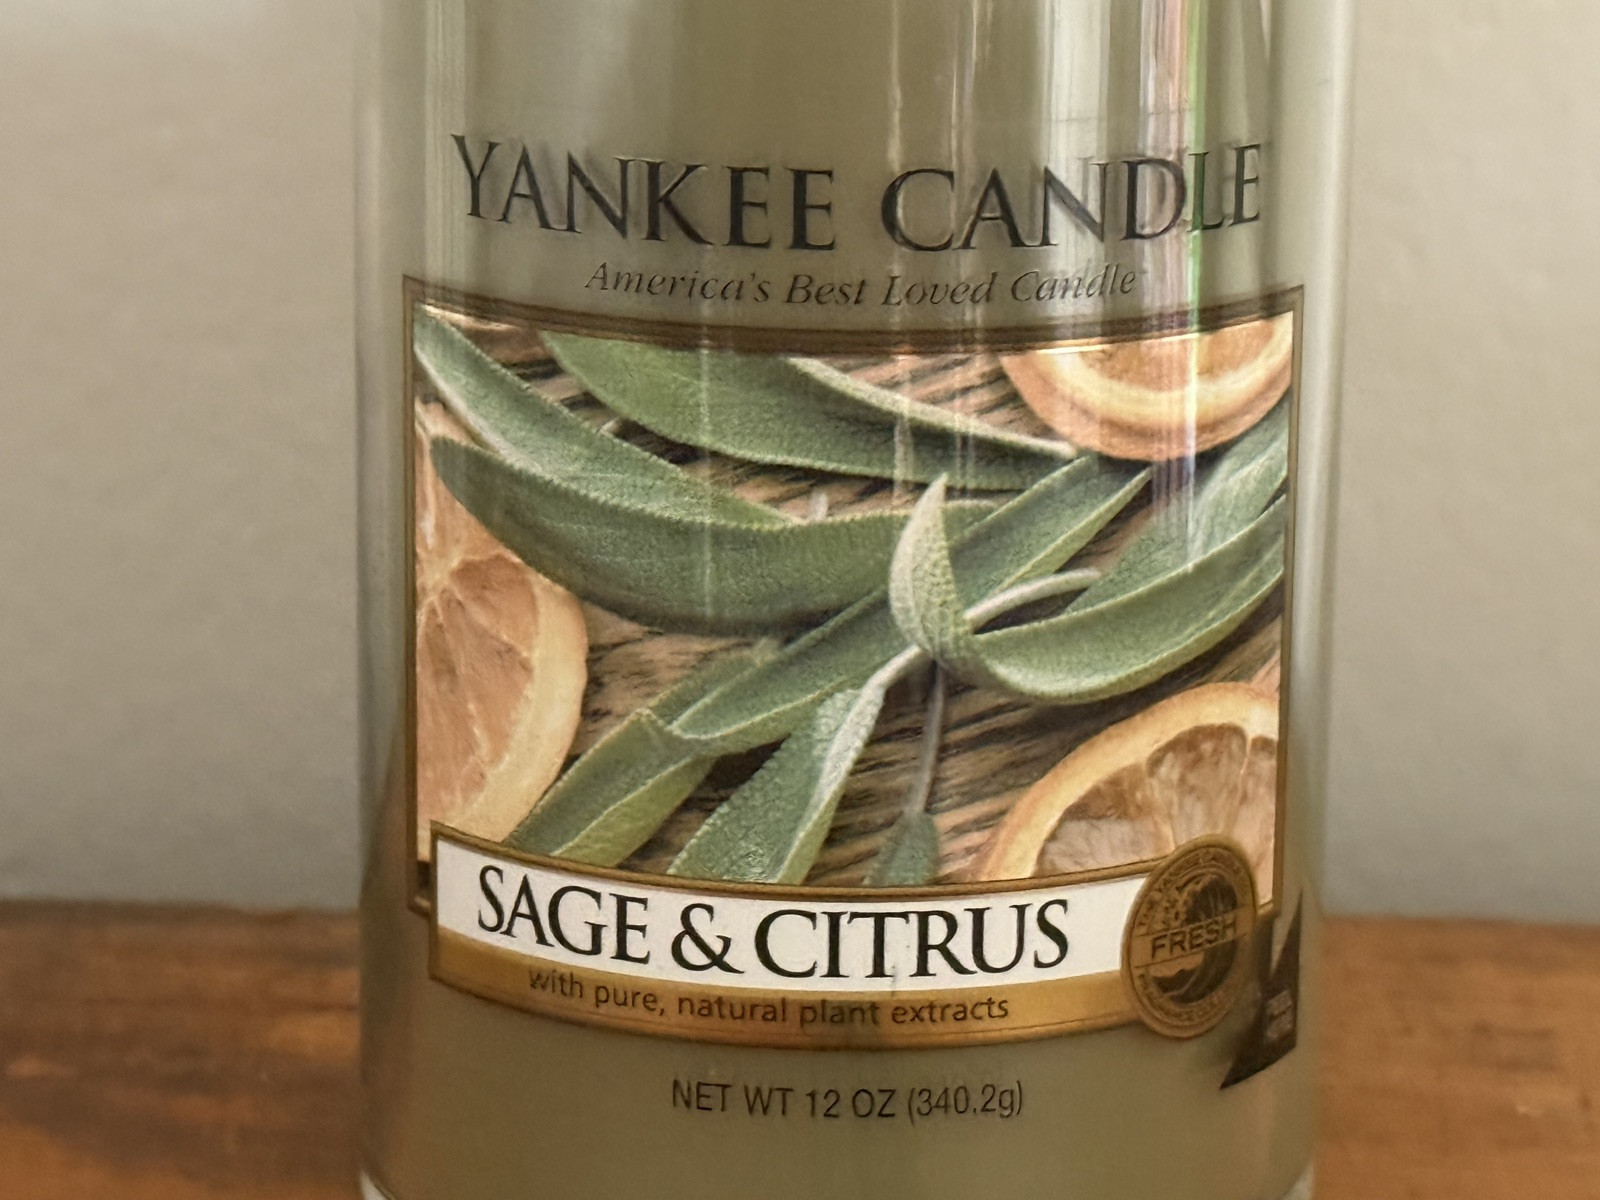 YANKEE CANDLE
America's Best Loved Candle
SAGE & CITRUS
with pure, natural plant extracts
FRESH
NET WT 12 OZ (340.2g)